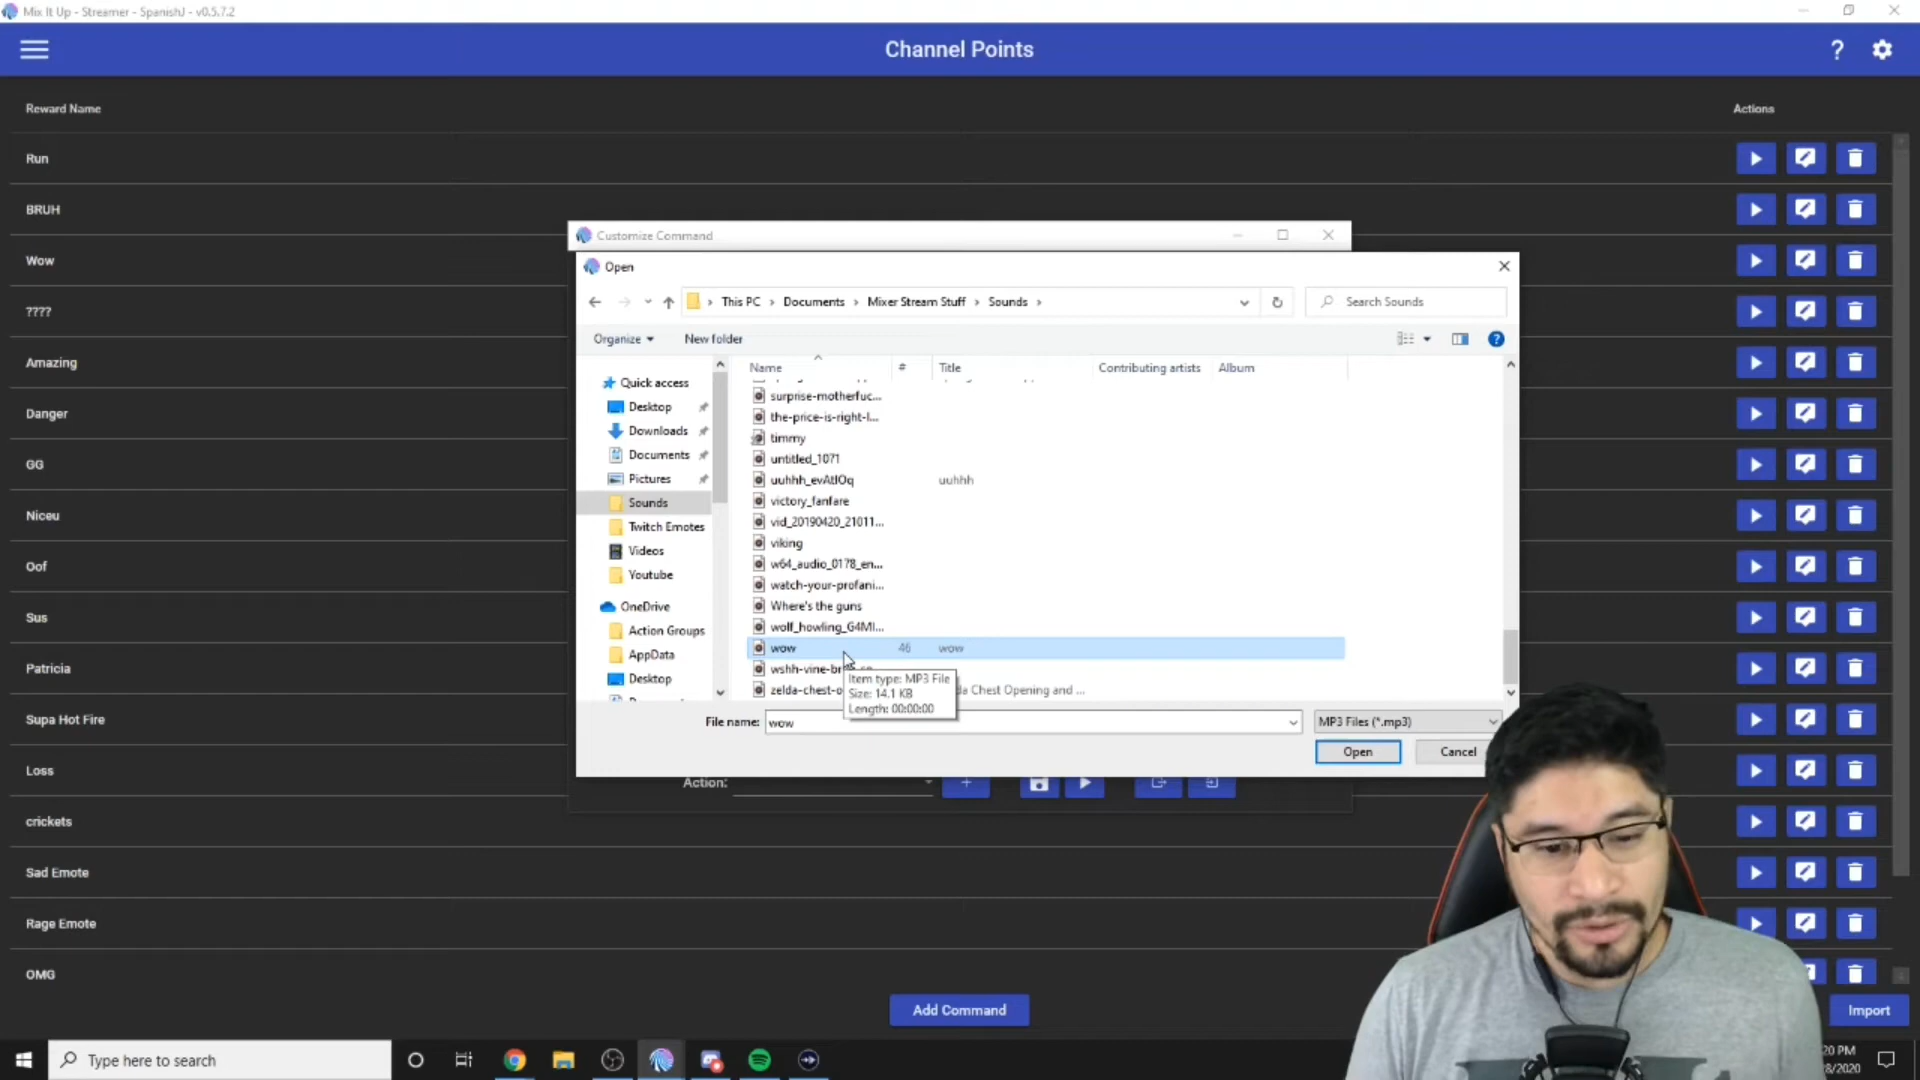 Mix It Up - Streamer - SpanishJ - v0.5.7.2
Channel Points
?
Reward Name
Actions
Run
BRUH
Wow
????
Amazing
Danger
GG
Niceu
Oof
Sus
Patricia
Supa Hot Fire
Loss
crickets
Sad Emote
Rage Emote
OMG
Customize Command
Open
This PC > Documents > Mixer Stream Stuff > Sounds >
Search Sounds
Organize
New folder
Name
#
Title
Contributing artists
Album
Quick access
Desktop
Downloads
Documents
Pictures
Sounds
Twitch Emotes
Videos
Youtube
OneDrive
Action Groups
AppData
Desktop
surprise-motherfuc...
the-price-is-right-l...
timmy
untitled_1071
uuhhh_evAtIOq uuhhh
victory_fanfare
vid_20190420_21011...
viking
w64_audio_0178_en...
watch-your-profani...
Where's the guns
wolf_howling_G4MI...
wow 46 wow
wshh-vine-br
zelda-chest-o
Chest Opening and ...
Item type: MP3 File
Size: 14.1 KB
Length: 00:00:00
File name: wow
MP3 Files (*.mp3)
Open
Cancel
Action:
Add Command
Import
Type here to search
20 PM
8/2020